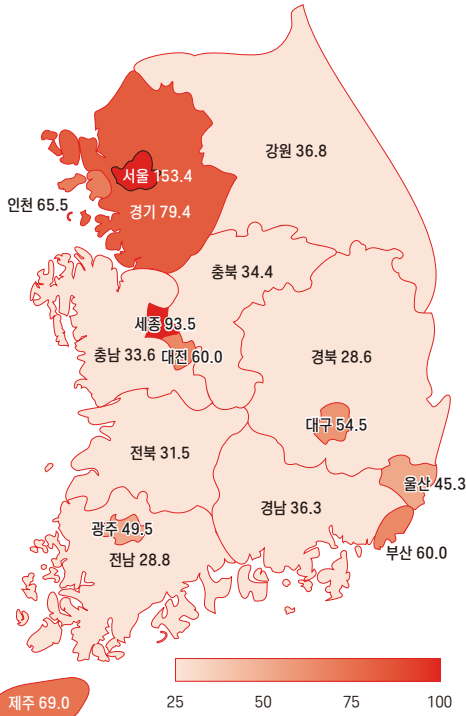 강원 36.8
서울 153.4
인천 65.5
경기 79.4
충북 34.4
세종 93.5
충남 33.6
대전 60.0
경북 28.6
대구 54.5
전북 31.5
울산 45.3
경남 36.3
광주 49.5
부산 60.0
전남 28.8
제주 69.0
25 50 75 100